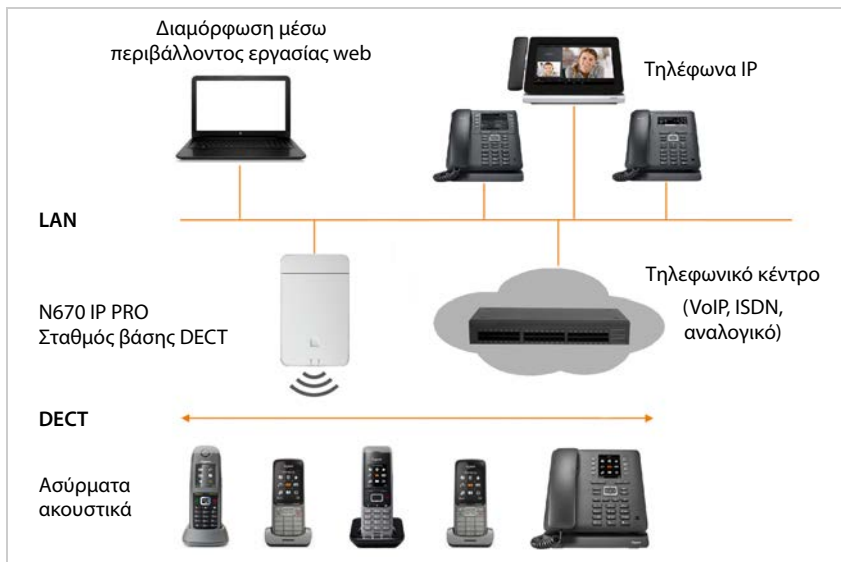 Διαμόρφωση μέσω
περιβάλλοντος εργασίας web
Τηλέφωνα IP
LAN
N670 IP PRO
Σταθμός βάσης DECT
Τηλεφωνικό κέντρο
(VoIP, ISDN,
αναλογικό)
DECT
Ασύρματα
ακουστικά